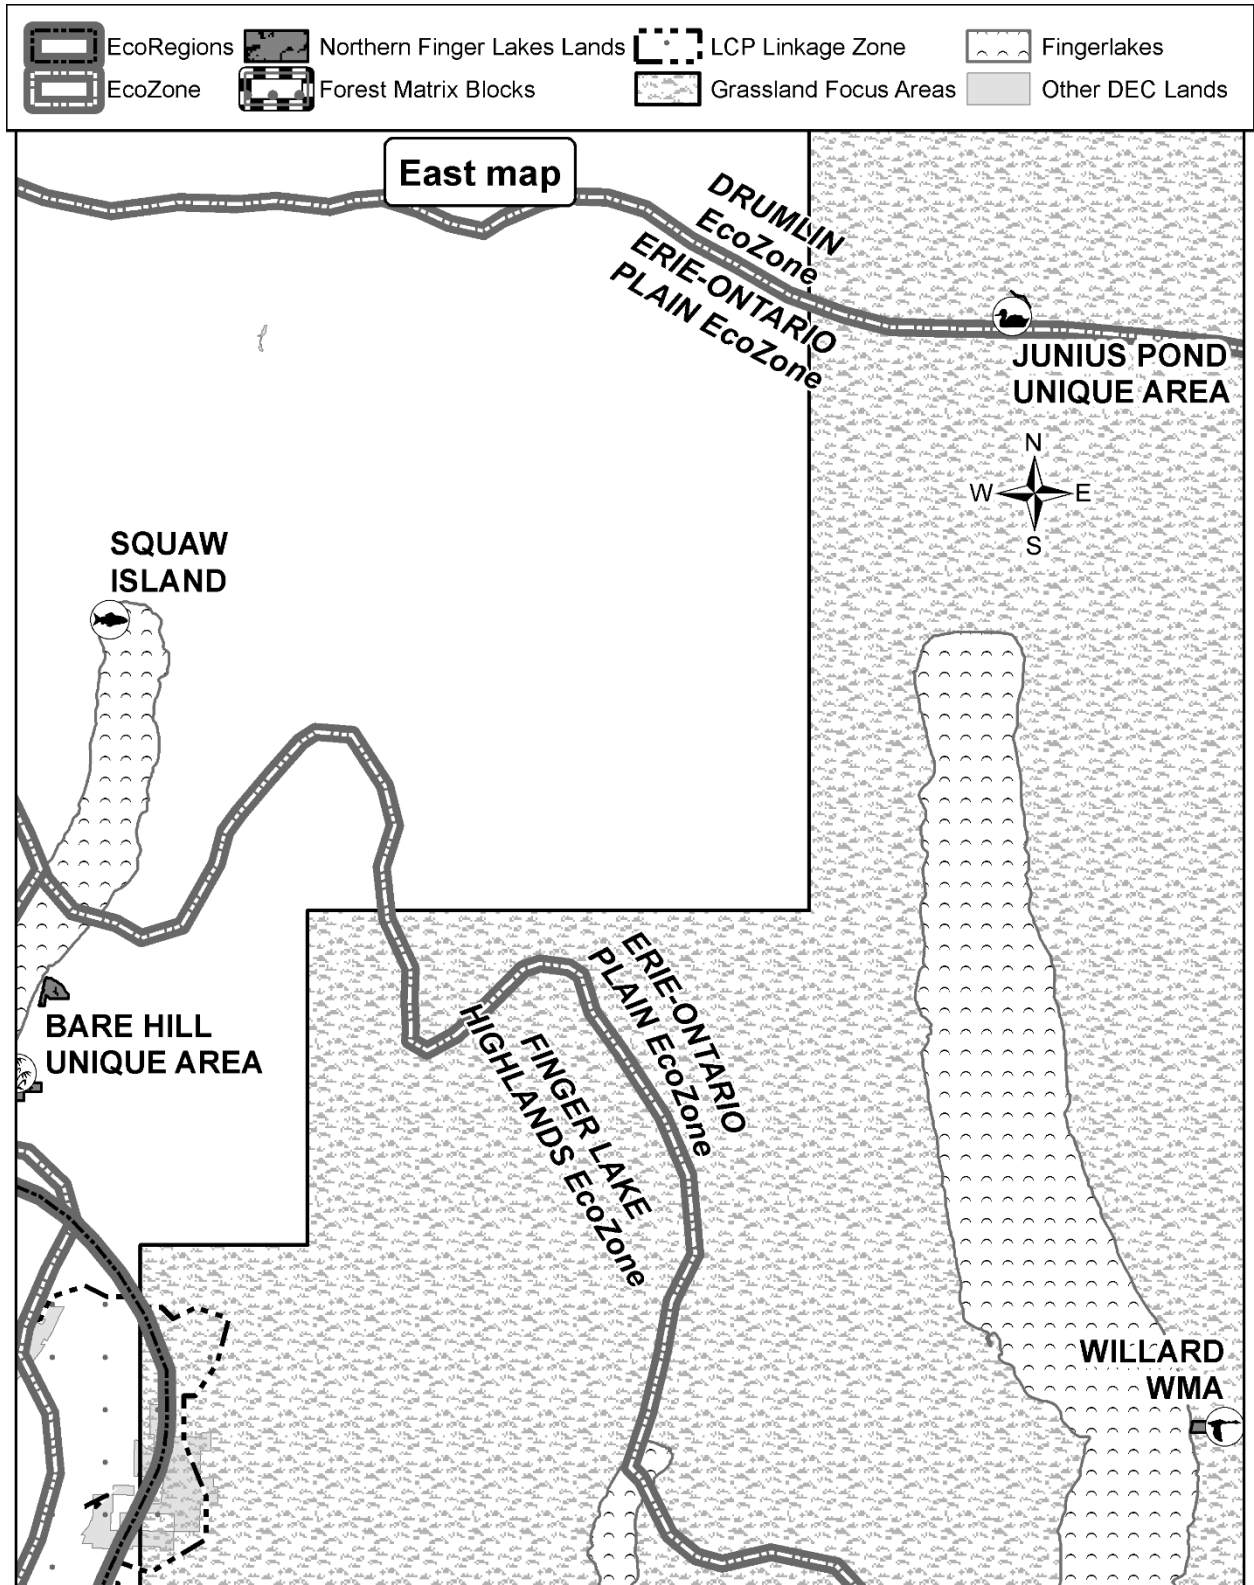 EcoRegions
Northern Finger Lakes Lands
LCP Linkage Zone
Fingerlakes
EcoZone
Forest Matrix Blocks
Grassland Focus Areas
Other DEC Lands
East map
DRUMLIN
EcoZone
ERIE-ONTARIO
PLAIN EcoZone
JUNIUS POND
UNIQUE AREA
N
W E
S
SQUAW
ISLAND
ERIE-ONTARIO
PLAIN EcoZone
FINGER LAKE
HIGHLANDS EcoZone
BARE HILL
UNIQUE AREA
WILLARD
WMA